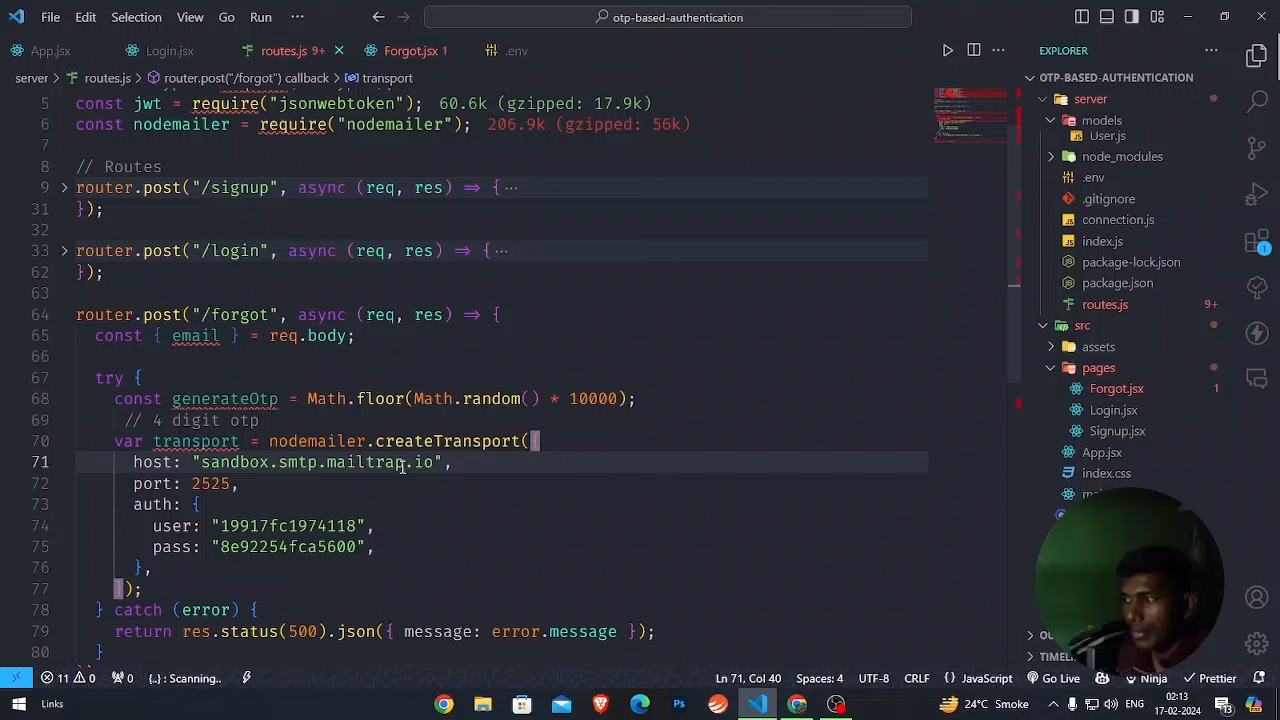 File Edit Selection View Go Run ···
otp-based-authentication
App.jsx Login.jsx routes.js 9+ Forgot.jsx 1 .env
server > routes.js > router.post("/forgot") callback > transport
5 const jwt = require("jsonwebtoken"); 60.6k (gzipped: 17.9k)
6 const nodemailer = require("nodemailer");
7
8 // Routes
9 router.post("/signup", async (req, res) => { ···
31 });
32
33 router.post("/login", async (req, res) => { ···
62 });
63
64 router.post("/forgot", async (req, res) => {
65 const { email } = req.body;
66
67 try {
68 const generateOtp = Math.floor(Math.random() * 10000);
69 // 4 digit otp
70 var transport = nodemailer.createTransport({
71 host: "sandbox.smtp.mailtrap.io",
72 port: 2525,
73 auth: {
74 user: "19917fc1974118",
75 pass: "8e92254fca5600",
76 },
77 });
78 } catch (error) {
79 return res.status(500).json({ message: error.message });
80 }
EXPLORER
OTP-BASED-AUTHENTICATION
server
models
User.js
node_modules
.env
.gitignore
connection.js
index.js
package-lock.json
package.json
routes.js 9+
src
assets
pages
Forgot.jsx 1
Login.jsx
Signup.jsx
App.jsx
index.css
TIMELINE
11 0 0 {..} Scanning.. Ln 71, Col 40 Spaces: 4 UTF-8 CRLF {} JavaScript Go Live Ninja Prettier
Links 24°C ENG 02:13
17-02-2025